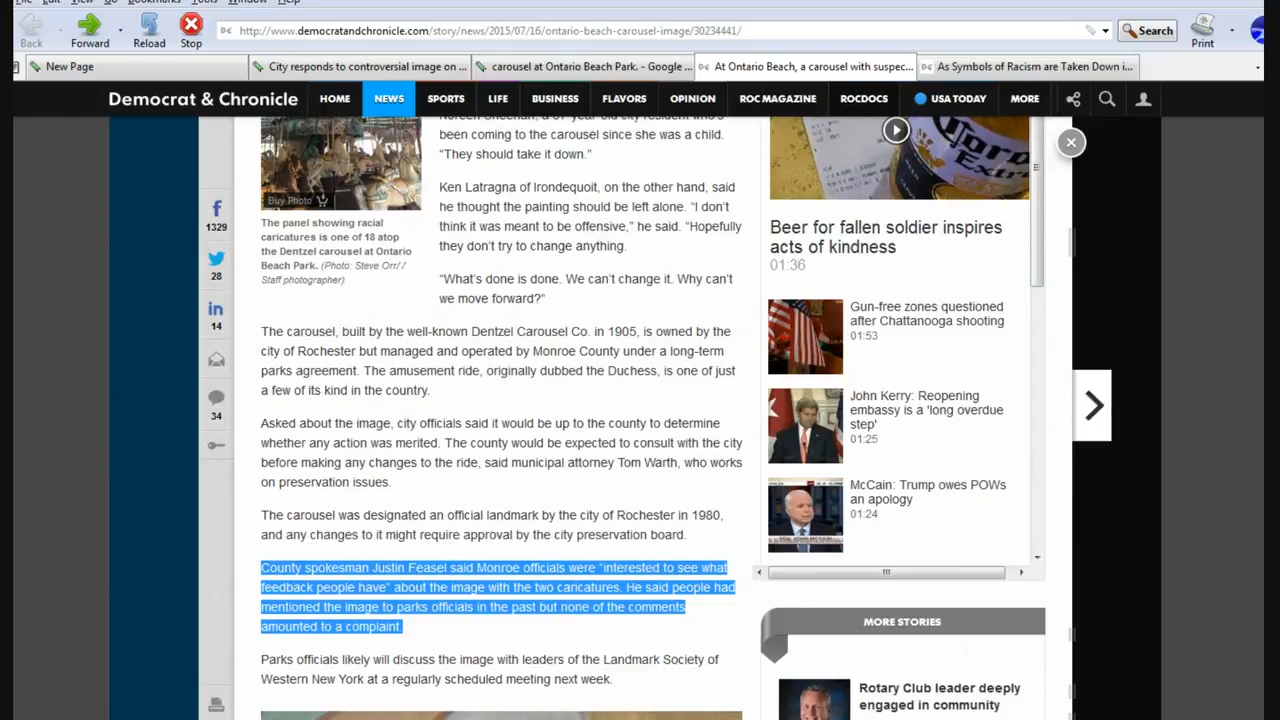 File Edit View Go Bookmarks Tools Window Help
Back Forward Reload Stop http://www.democratandchronicle.com/story/news/2015/07/16/ontario-beach-carousel-image/30234441/ Search Print
New Page City responds to controversial image on ... carousel at Ontario Beach Park. - Google ... At Ontario Beach, a carousel with suspec... As Symbols of Racism are Taken Down i...
Democrat & Chronicle HOME NEWS SPORTS LIFE BUSINESS FLAVORS OPINION ROC MAGAZINE ROCDOCS USA TODAY MORE
Noreen Sheehan, a 57-year-old city resident who's
been coming to the carousel since she was a child.
“They should take it down.”
Ken Latragna of Irondequoit, on the other hand, said
he thought the painting should be left alone. “I don’t
think it was meant to be offensive,” he said. “Hopefully
they don’t try to change anything.
“What’s done is done. We can’t change it. Why can’t
we move forward?”
Buy Photo
The panel showing racial
caricatures is one of 18 atop
the Dentzel carousel at Ontario
Beach Park. (Photo: Steve Orr/ /
Staff photographer)
1329
28
14
34
The carousel, built by the well-known Dentzel Carousel Co. in 1905, is owned by the
city of Rochester but managed and operated by Monroe County under a long-term
parks agreement. The amusement ride, originally dubbed the Duchess, is one of just
a few of its kind in the country.
Asked about the image, city officials said it would be up to the county to determine
whether any action was merited. The county would be expected to consult with the city
before making any changes to the ride, said municipal attorney Tom Warth, who works
on preservation issues.
The carousel was designated an official landmark by the city of Rochester in 1980,
and any changes to it might require approval by the city preservation board.
County spokesman Justin Feasel said Monroe officials were “interested to see what
feedback people have” about the image with the two caricatures. He said people had
mentioned the image to parks officials in the past but none of the comments
amounted to a complaint.
Parks officials likely will discuss the image with leaders of the Landmark Society of
Western New York at a regularly scheduled meeting next week.
Beer for fallen soldier inspires
acts of kindness
01:36
Gun-free zones questioned
after Chattanooga shooting
01:53
John Kerry: Reopening
embassy is a 'long overdue
step'
01:25
McCain: Trump owes POWs
an apology
01:24
MORE STORIES
Rotary Club leader deeply
engaged in community